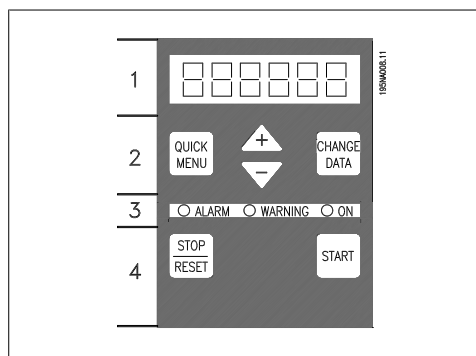 1
195NA008.11
2
QUICK
MENU
+
−
CHANGE
DATA
3
ALARM WARNING ON
4
STOP
RESET
START